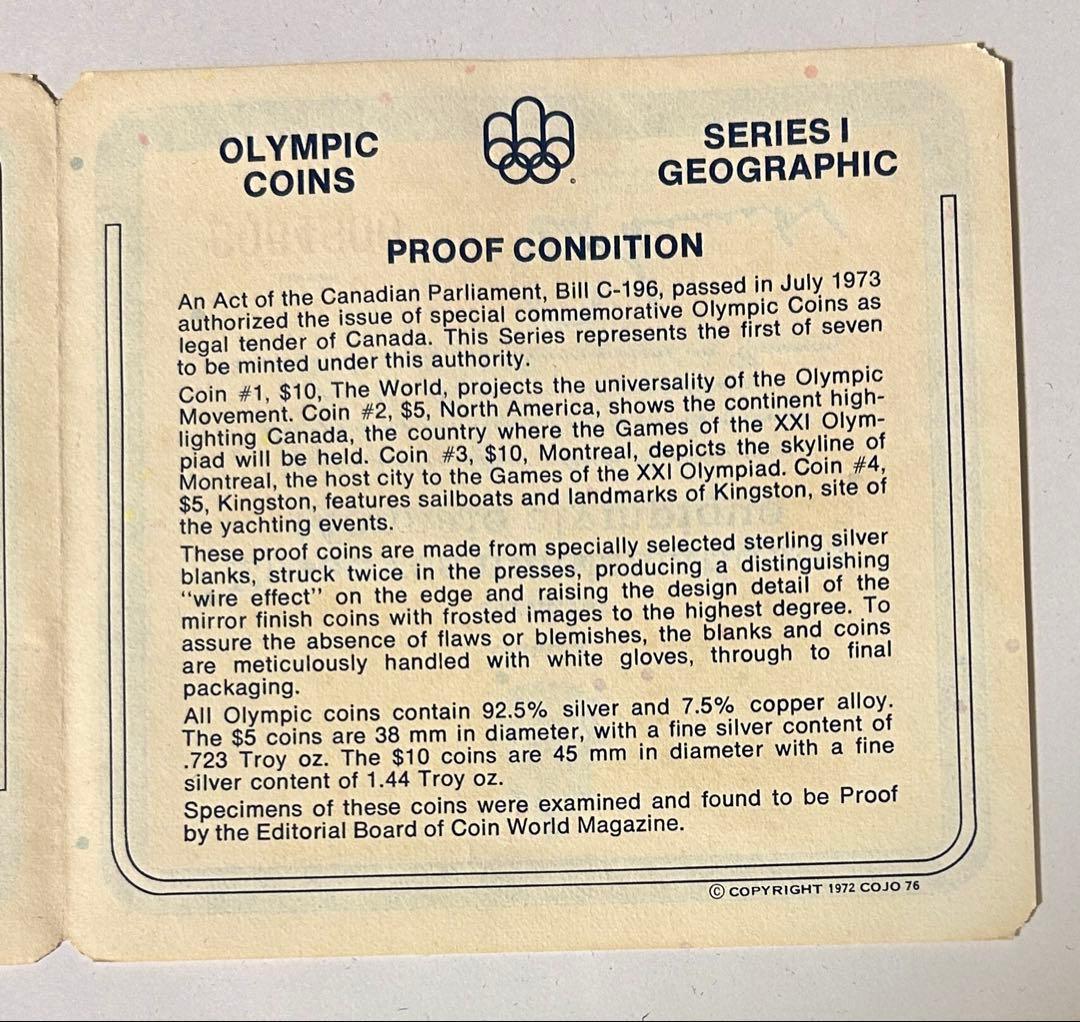 OLYMPIC
COINS
SERIES I
GEOGRAPHIC
PROOF CONDITION
An Act of the Canadian Parliament, Bill C-196, passed in July 1973
authorized the issue of special commemorative Olympic Coins as
legal tender of Canada. This Series represents the first of seven
to be minted under this authority.
Coin #1, $10, The World, projects the universality of the Olympic
Movement. Coin #2, $5, North America, shows the continent high-
lighting Canada, the country where the Games of the XXI Olym-
piad will be held. Coin #3, $10, Montreal, depicts the skyline of
Montreal, the host city to the Games of the XXI Olympiad. Coin #4,
$5, Kingston, features sailboats and landmarks of Kingston, site of
the yachting events.
These proof coins are made from specially selected sterling silver
blanks, struck twice in the presses, producing a distinguishing
"wire effect" on the edge and raising the design detail of the
mirror finish coins with frosted images to the highest degree. To
assure the absence of flaws or blemishes, the blanks and coins
are meticulously handled with white gloves, through to final
packaging.
All Olympic coins contain 92.5% silver and 7.5% copper alloy.
The $5 coins are 38 mm in diameter, with a fine silver content of
.723 Troy oz. The $10 coins are 45 mm in diameter with a fine
silver content of 1.44 Troy oz.
Specimens of these coins were examined and found to be Proof
by the Editorial Board of Coin World Magazine.
© COPYRIGHT 1972 COJO 76